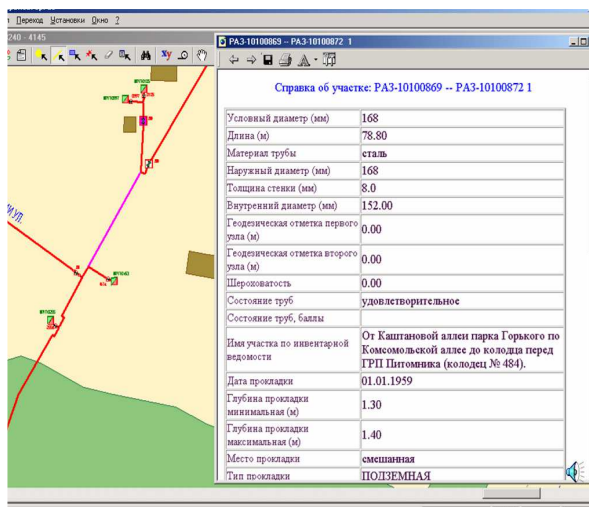 Переход Установки Окно ?
240 - 4145
РАЗ-10100869 -- РАЗ-10100872 1
xy
A
Справка об участке: РАЗ-10100869 -- РАЗ-10100872 1
Условный диаметр (мм) 168
Длина (м) 78.80
Материал трубы сталь
Наружный диаметр (мм) 168
Толщина стенки (мм) 8.0
Внутренний диаметр (мм) 152.00
Геодезическая отметка первого
узла (м) 0.00
Геодезическая отметка второго
узла (м) 0.00
Шероховатость 0.00
Состояние труб удовлетворительное
Состояние труб, баллы
Имя участка по инвентарной
ведомости
От Каштановой аллеи парка Горького по
Комсомольской аллее до колодца перед
ГРП Питомника (колодец № 484).
Дата прокладки 01.01.1959
Глубина прокладки
минимальная (м) 1.30
Глубина прокладки
максимальная (м) 1.40
Место прокладки смешанная
Тип прокладки ПОДЗЕМНАЯ
УЛ.